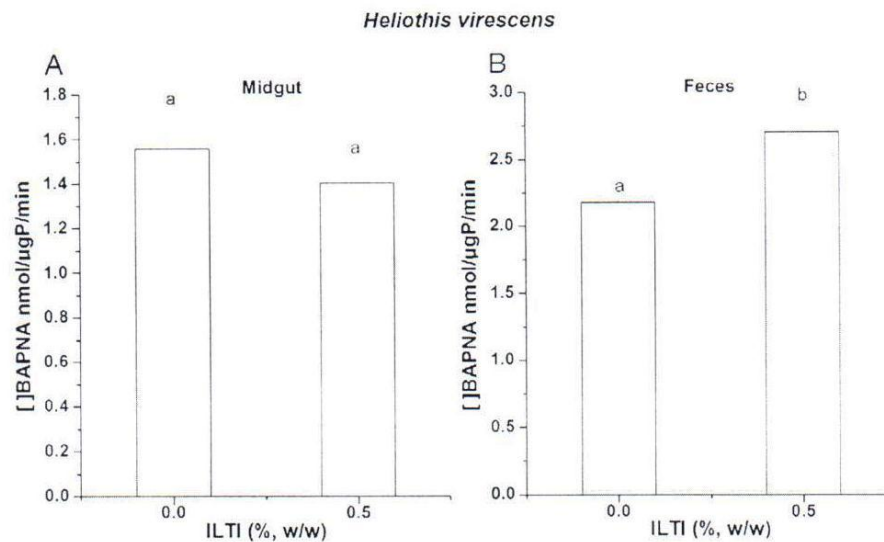 Heliothis virescens
A
Midgut
a
a
1.8
1.6
1.4
1.2
1.0
0.8
0.6
0.4
0.2
0.0
[]BAPNA nmol/µgP/min
0.0
0.5
ILTI (%, w/w)
B
Feces
a
b
3.0
2.5
2.0
1.5
1.0
0.5
0.0
[]BAPNA nmol/µgP/min
0.0
0.5
ILTI (%, w/w)